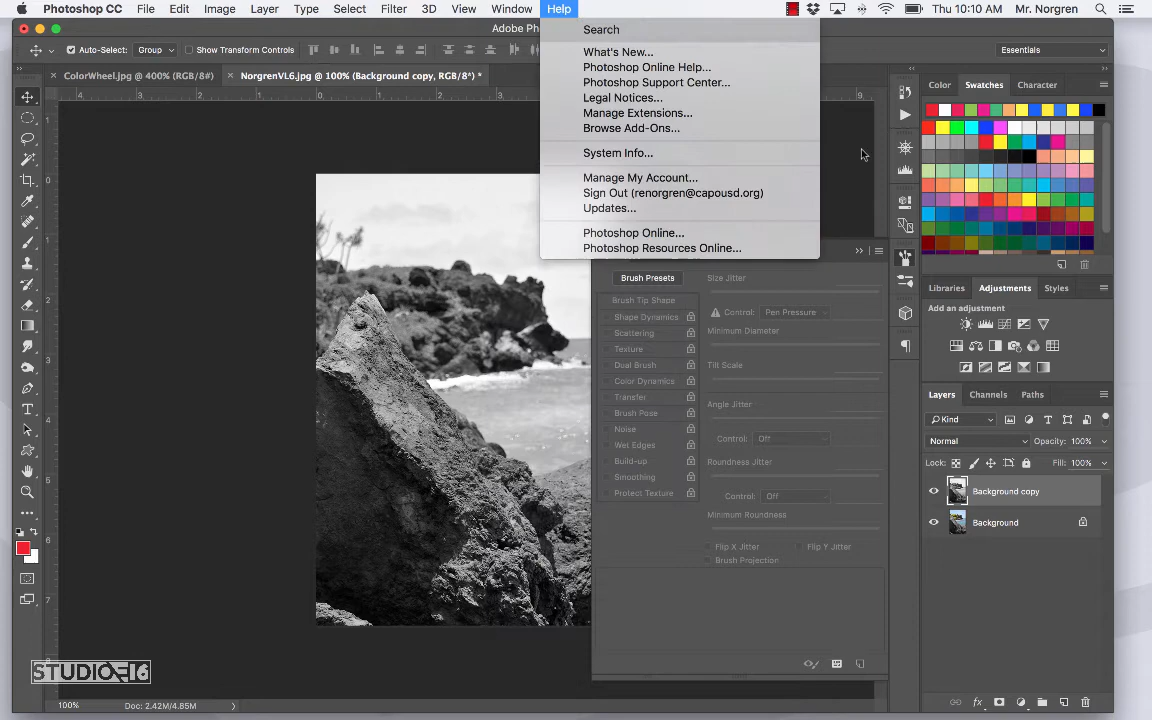 Photoshop CC File Edit Image Layer Type Select Filter 3D View Window Help Thu 10:10 AM Mr. Norgren
Adobe Ph
Auto-Select: Group Show Transform Controls Essentials
ColorWheel.jpg @ 400% (RGB/8#) NorgrenVL6.jpg @ 100% (Background copy, RGB/8*) *
Search
What's New...
Photoshop Online Help...
Photoshop Support Center...
Legal Notices...
Manage Extensions...
Browse Add-Ons...
System Info...
Manage My Account...
Sign Out (renorgren@capousd.org)
Updates...
Photoshop Online...
Photoshop Resources Online...
Brush Presets
Brush Tip Shape
Shape Dynamics
Scattering
Texture
Dual Brush
Color Dynamics
Transfer
Brush Pose
Noise
Wet Edges
Build-up
Smoothing
Protect Texture
Size Jitter
Control: Pen Pressure
Minimum Diameter
Tilt Scale
Angle Jitter
Control: Off
Roundness Jitter
Control: Off
Minimum Roundness
Flip X Jitter Flip Y Jitter
Brush Projection
Color Swatches Character
Libraries Adjustments Styles
Add an adjustment
Layers Channels Paths
Kind
Normal Opacity: 100%
Lock: Fill: 100%
Background copy
Background
STUDIO E16
100% Doc: 2.42M/4.85M